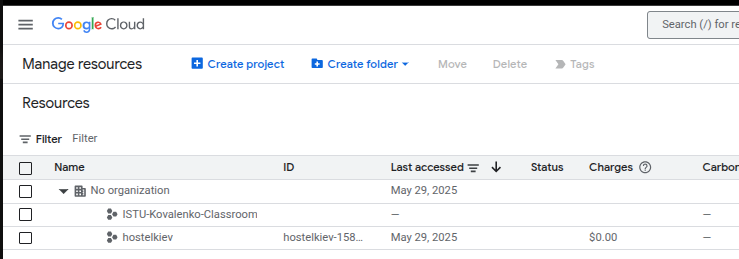 Google Cloud
Search (/) for re
Manage resources Create project Create folder Move Delete Tags
Resources
Filter Filter
Name ID Last accessed Status Charges Carbon
No organization May 29, 2025
ISTU-Kovalenko-Classroom — —
hostelkiev hostelkiev-158... May 29, 2025 $0.00 —